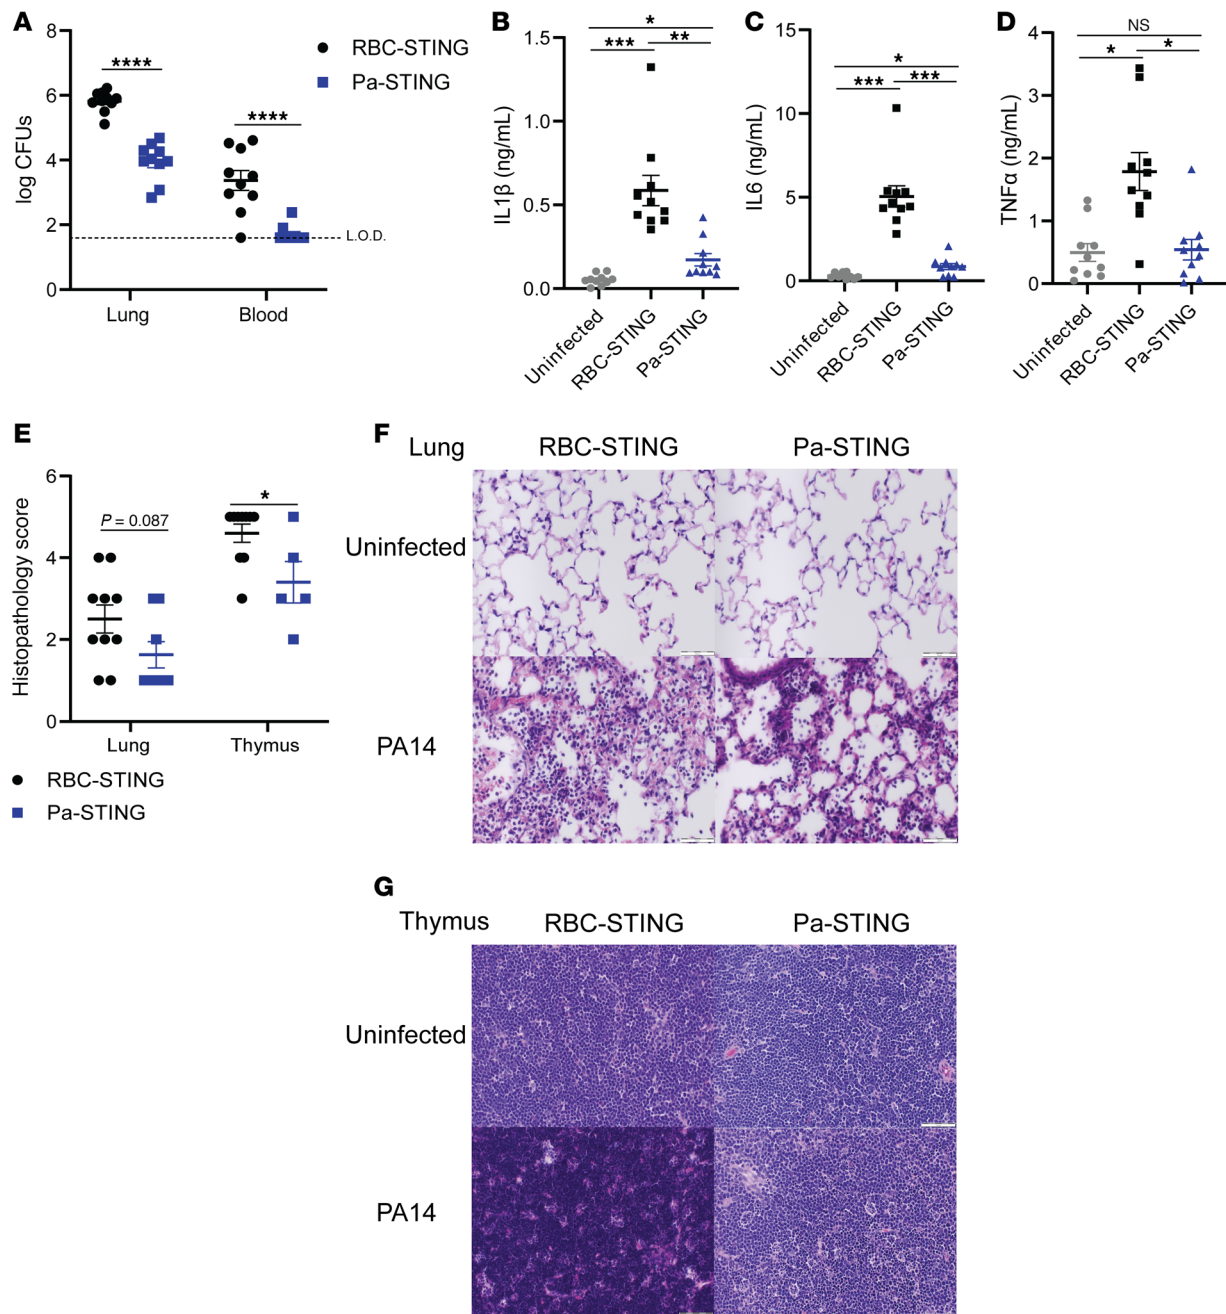 A
log CFUs
8
6
4
2
0
****
****
L.O.D.
Lung
Blood
RBC-STING
Pa-STING
B
IL1β (ng/mL)
1.5
1.0
0.5
0.0
*
***
**
Uninfected
RBC-STING
Pa-STING
C
IL6 (ng/mL)
15
10
5
0
*
***
***
Uninfected
RBC-STING
Pa-STING
D
TNFα (ng/mL)
4
3
2
1
0
NS
*
*
Uninfected
RBC-STING
Pa-STING
E
Histopathology score
6
4
2
0
P = 0.087
*
Lung
Thymus
RBC-STING
Pa-STING
F
Lung
RBC-STING
Pa-STING
Uninfected
PA14
G
Thymus
RBC-STING
Pa-STING
Uninfected
PA14